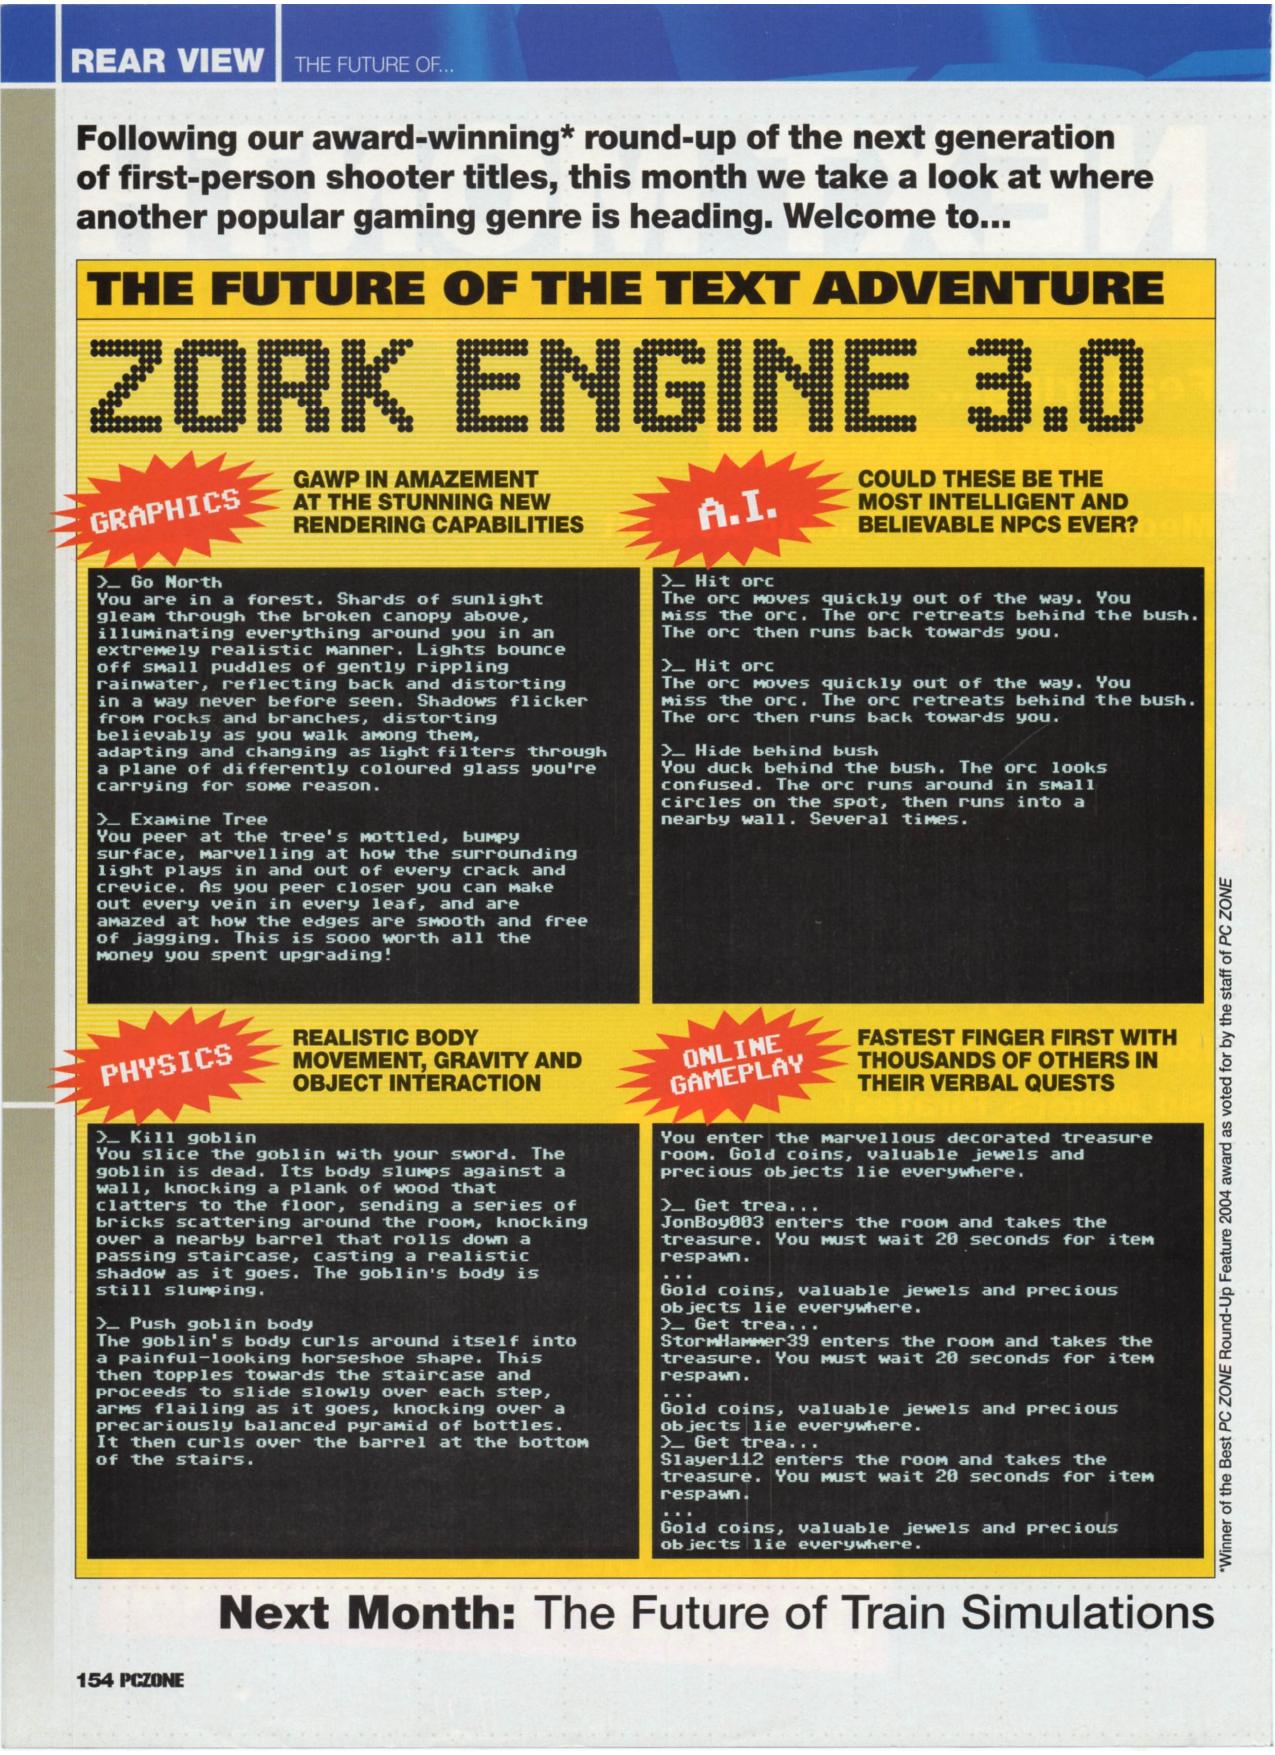 REAR VIEW THE FUTURE OF...
Following our award-winning* round-up of the next generation
of first-person shooter titles, this month we take a look at where
another popular gaming genre is heading. Welcome to...
THE FUTURE OF THE TEXT ADVENTURE
ZORK ENGINE 3.0
GRAPHICS
GAWP IN AMAZEMENT
AT THE STUNNING NEW
RENDERING CAPABILITIES
>_ Go North
You are in a forest. Shards of sunlight
gleam through the broken canopy above,
illuminating everything around you in an
extremely realistic manner. Lights bounce
off small puddles of gently rippling
rainwater, reflecting back and distorting
in a way never before seen. Shadows flicker
from rocks and branches, distorting
believably as you walk among them,
adapting and changing as light filters through
a plane of differently coloured glass you're
carrying for some reason.
>_ Examine Tree
You peer at the tree's mottled, bumpy
surface, marvelling at how the surrounding
light plays in and out of every crack and
crevice. As you peer closer you can make
out every vein in every leaf, and are
amazed at how the edges are smooth and free
of jagging. This is sooo worth all the
money you spent upgrading!
A.I.
COULD THESE BE THE
MOST INTELLIGENT AND
BELIEVABLE NPCS EVER?
>_ Hit orc
The orc moves quickly out of the way. You
miss the orc. The orc retreats behind the bush.
The orc then runs back towards you.
>_ Hit orc
The orc moves quickly out of the way. You
miss the orc. The orc retreats behind the bush.
The orc then runs back towards you.
>_ Hide behind bush
You duck behind the bush. The orc looks
confused. The orc runs around in small
circles on the spot, then runs into a
nearby wall. Several times.
PHYSICS
REALISTIC BODY
MOVEMENT, GRAVITY AND
OBJECT INTERACTION
>_ Kill goblin
You slice the goblin with your sword. The
goblin is dead. Its body slumps against a
wall, knocking a plank of wood that
clatters to the floor, sending a series of
bricks scattering around the room, knocking
over a nearby barrel that rolls down a
passing staircase, casting a realistic
shadow as it goes. The goblin's body is
still slumping.
>_ Push goblin body
The goblin's body curls around itself into
a painful-looking horseshoe shape. This
then topples towards the staircase and
proceeds to slide slowly over each step,
arms flailing as it goes, knocking over a
precariously balanced pyramid of bottles.
It then curls over the barrel at the bottom
of the stairs.
ONLINE
GAMEPLAY
FASTEST FINGER FIRST WITH
THOUSANDS OF OTHERS IN
THEIR VERBAL QUESTS
You enter the marvellous decorated treasure
room. Gold coins, valuable jewels and
precious objects lie everywhere.
>_ Get trea...
JonBoy003 enters the room and takes the
treasure. You must wait 20 seconds for item
respawn.
...
Gold coins, valuable jewels and precious
objects lie everywhere.
>_ Get trea...
StormHammer39 enters the room and takes the
treasure. You must wait 20 seconds for item
respawn.
...
Gold coins, valuable jewels and precious
objects lie everywhere.
>_ Get trea...
Slayer112 enters the room and takes the
treasure. You must wait 20 seconds for item
respawn.
...
Gold coins, valuable jewels and precious
objects lie everywhere.
*Winner of the Best PC ZONE Round-Up Feature 2004 award as voted for by the staff of PC ZONE
Next Month: The Future of Train Simulations
154 PCZONE